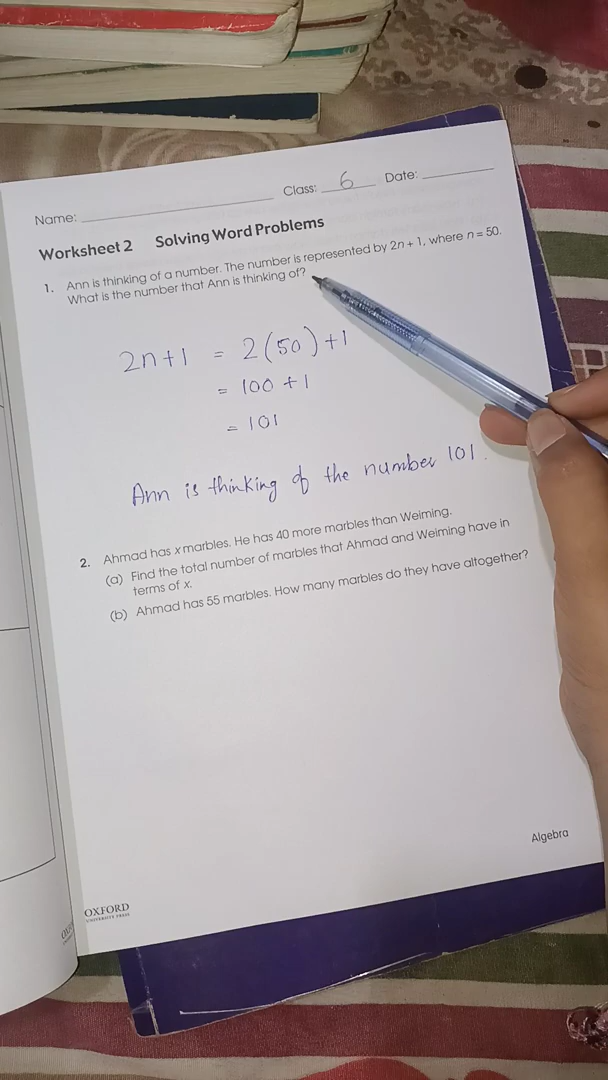 Name: Class: 6 Date:
Worksheet 2 Solving Word Problems
1. Ann is thinking of a number. The number is represented by 2n + 1, where n = 50.
What is the number that Ann is thinking of?
2n+1 = 2(50)+1
= 100 + 1
= 101
Ann is thinking of the number 101.
2. Ahmad has x marbles. He has 40 more marbles than Weiming.
(a) Find the total number of marbles that Ahmad and Weiming have in
terms of x.
(b) Ahmad has 55 marbles. How many marbles do they have altogether?
Algebra
OXFORD
UNIVERSITY PRESS